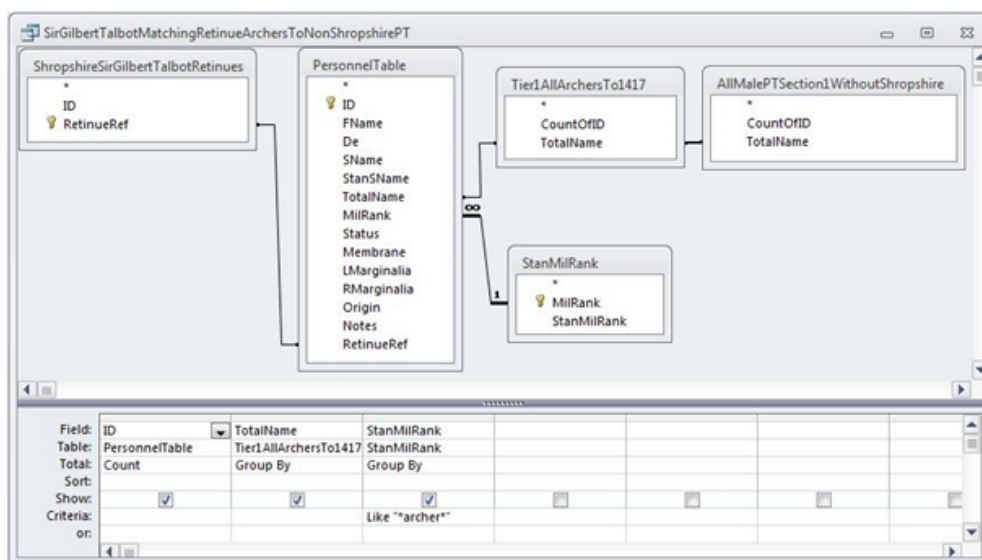 SirGilbertTalbotMatchingRetinueArchersToNonShropshirePT
ShropshireSirGilbertTalbotRetinues
*
ID
RetinueRef
PersonnelTable
*
ID
FName
De
SName
StanSName
TotalName
MilRank
Status
Membrane
LMarginalia
RMarginalia
Origin
Notes
RetinueRef
Tier1AllArchersTo1417
*
CountOfID
TotalName
AllMalePTSection1WithoutShropshire
*
CountOfID
TotalName
∞
1
StanMilRank
*
MilRank
StanMilRank
Field: ID TotalName StanMilRank
Table: PersonnelTable Tier1AllArchersTo1417 StanMilRank
Total: Count Group By Group By
Sort:
Show:
Criteria: Like "*archer*"
or: